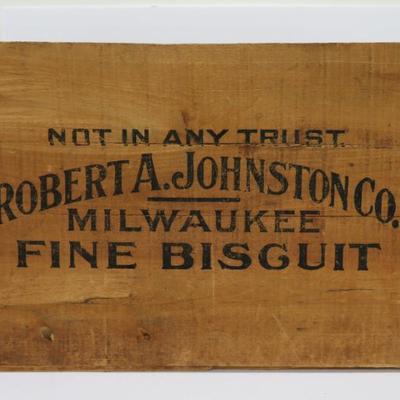 NOT IN ANY TRUST.
ROBERT A. JOHNSTON CO.
MILWAUKEE
FINE BISGUIT